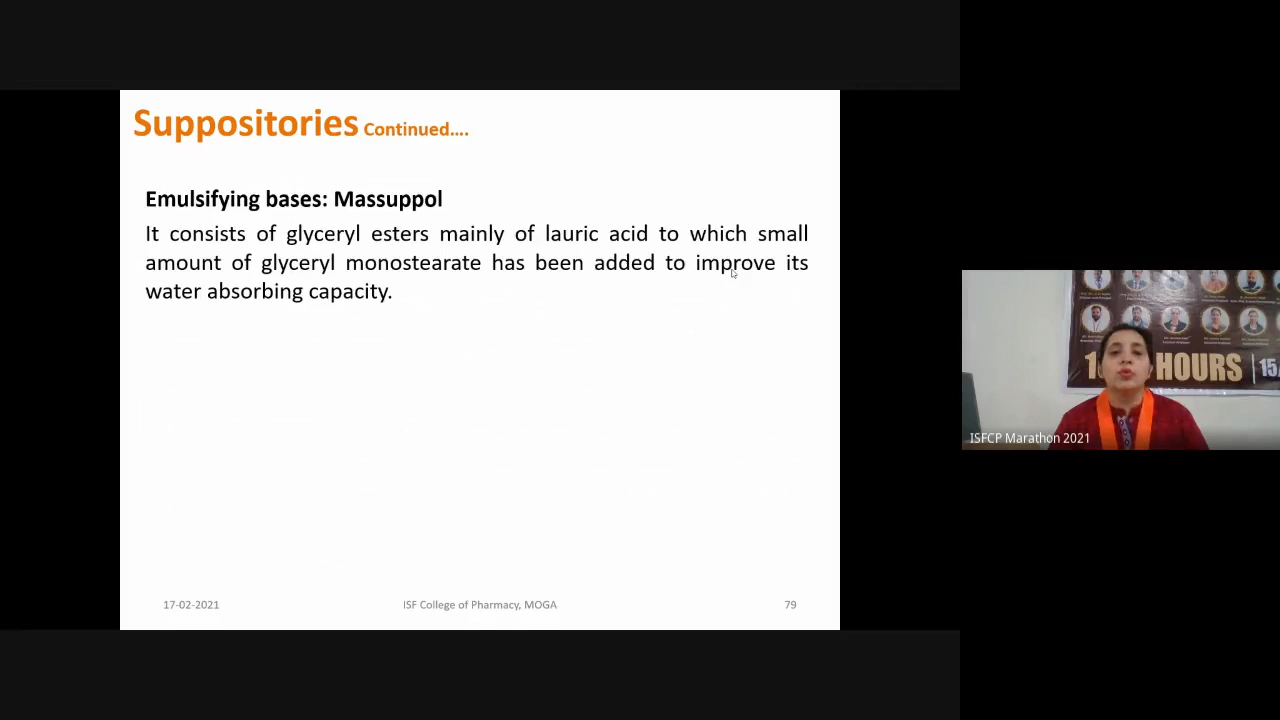 Suppositories Continued....
Emulsifying bases: Massuppol
It consists of glyceryl esters mainly of lauric acid to which small
amount of glyceryl monostearate has been added to improve its
water absorbing capacity.
17-02-2021
ISF College of Pharmacy, MOGA
79
HOURS
15
ISFCP Marathon 2021